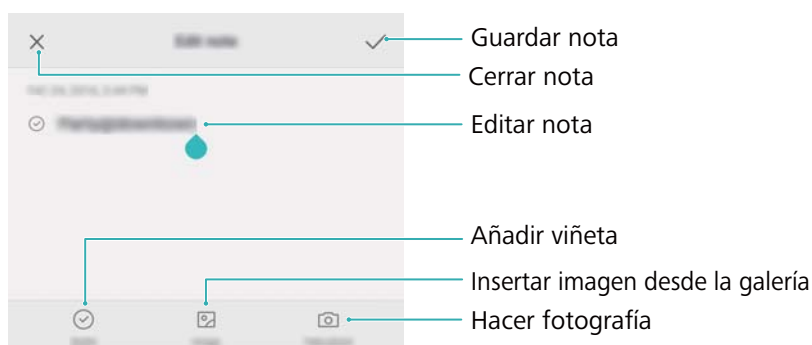 Guardar nota
Cerrar nota
Editar nota
Añadir viñeta
Insertar imagen desde la galería
Hacer fotografía